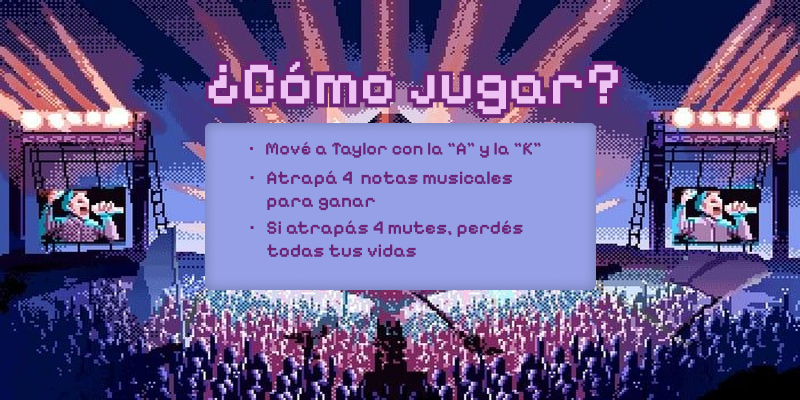 ¿Cómo jugar?
• Mové a Taylor con la "A" y la "K"
• Atrapá 4 notas musicales
para ganar
• Si atrapás 4 mutes, perdés
todas tus vidas